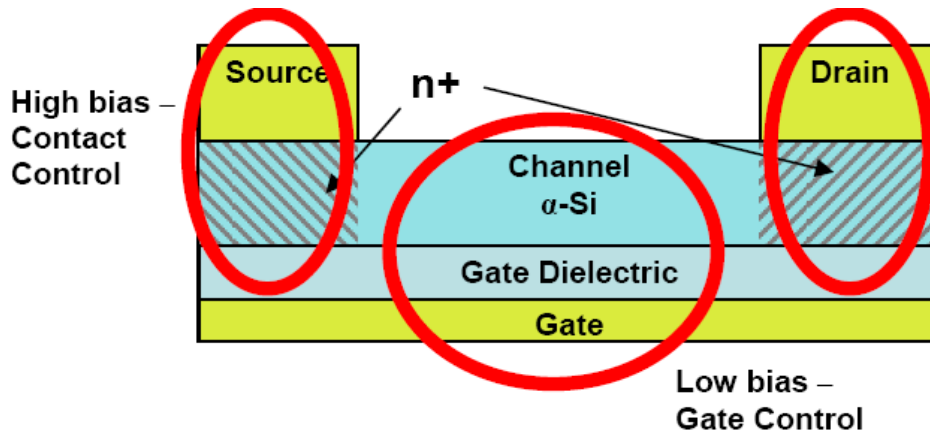 Source
n+
Drain
High bias –
Contact
Control
Channel
α-Si
Gate Dielectric
Gate
Low bias –
Gate Control